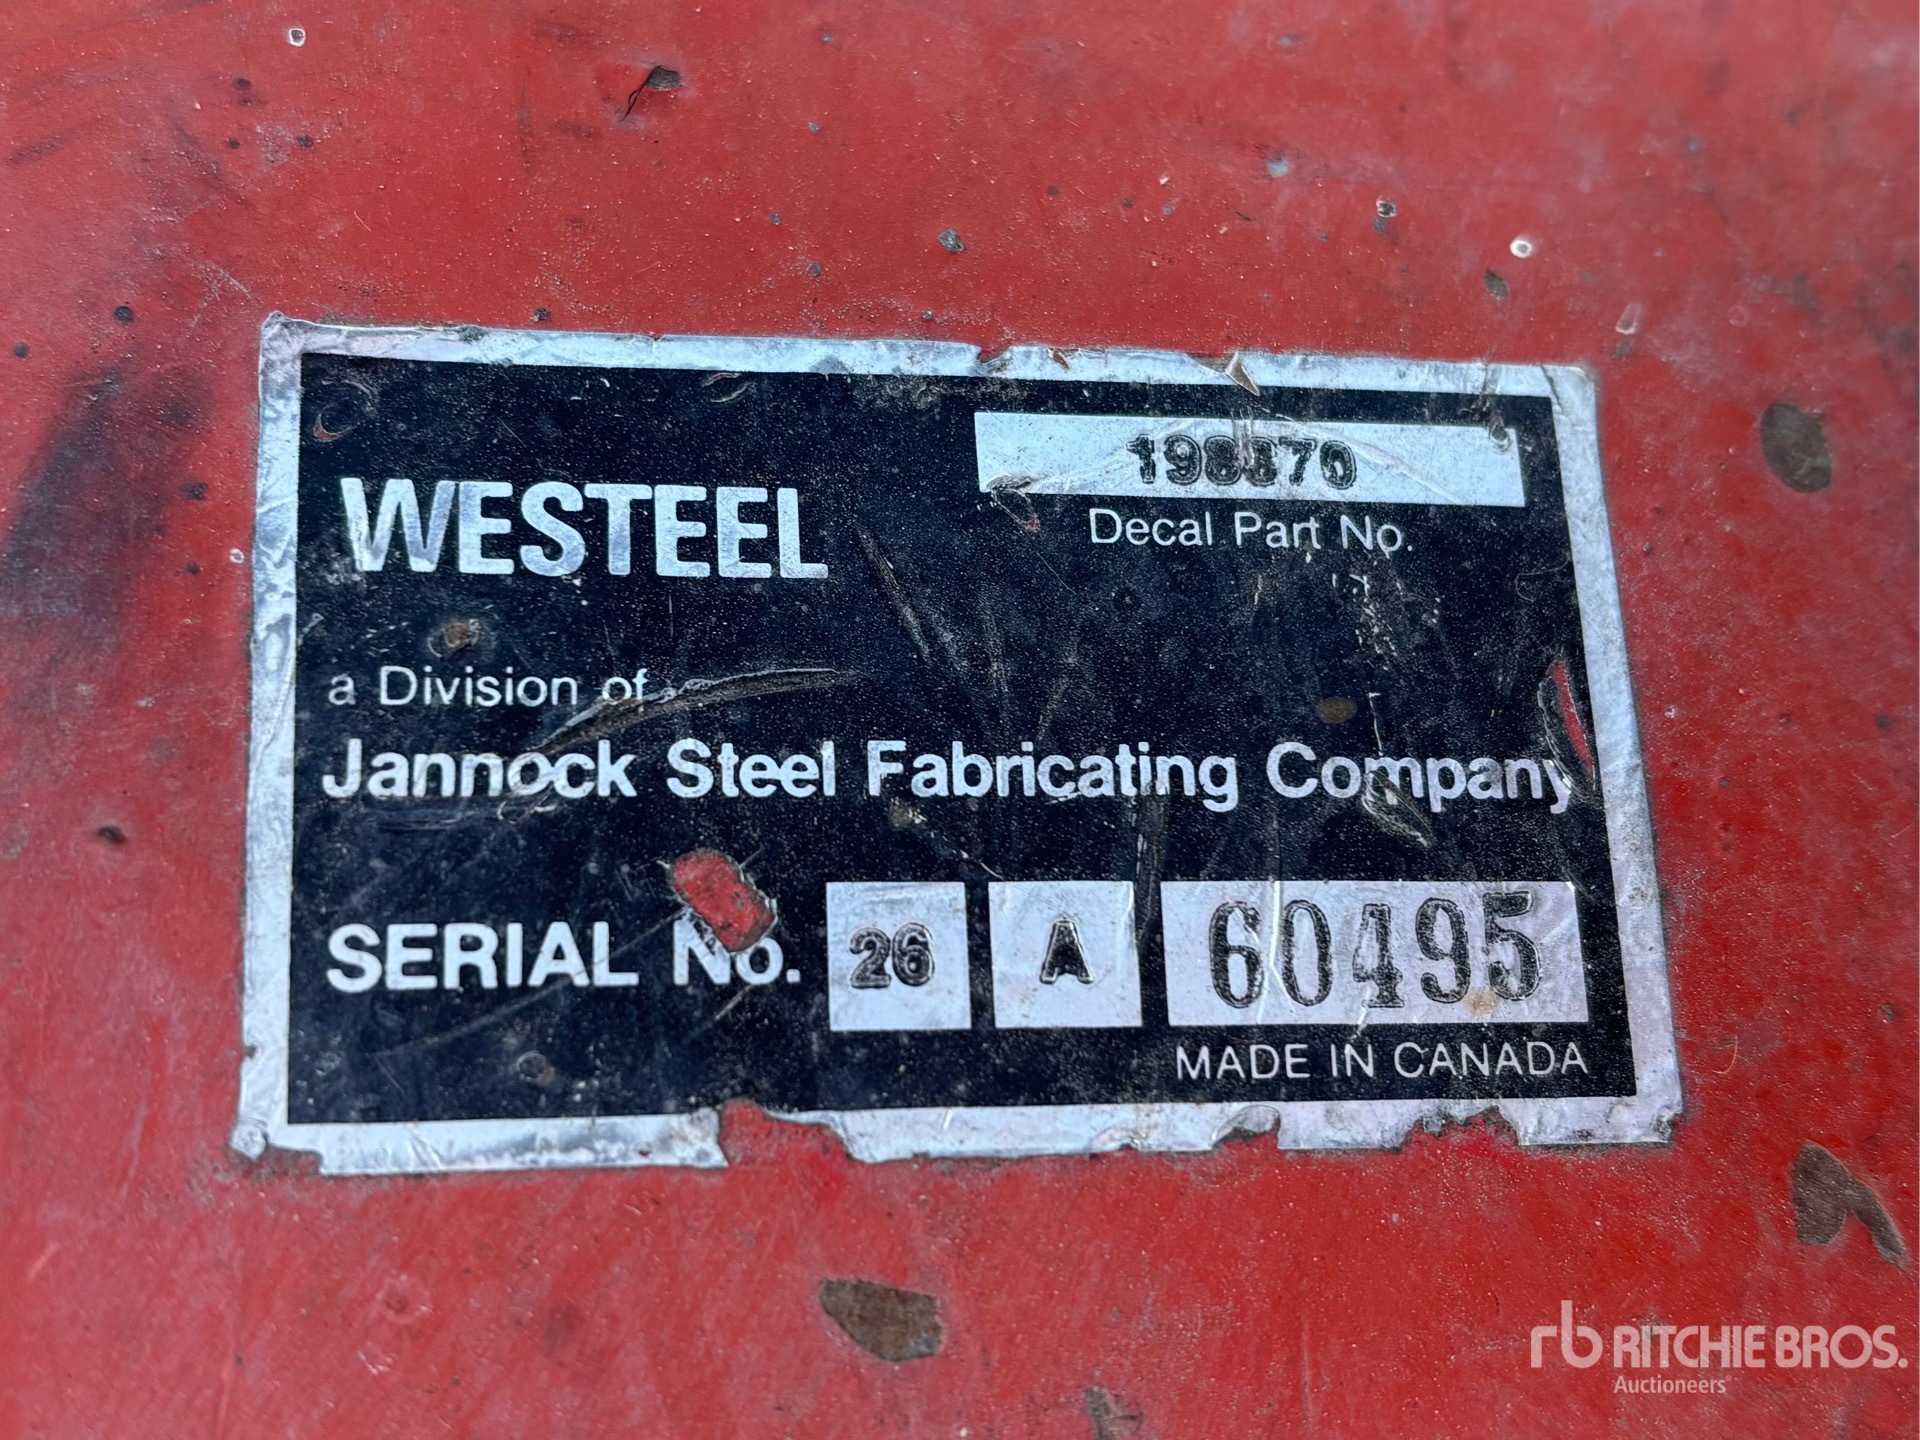 198870
Decal Part No.
WESTEEL
a Division of
Jannock Steel Fabricating Company
SERIAL No. 26 A 60495
MADE IN CANADA
rb RITCHIE BROS.
Auctioneers